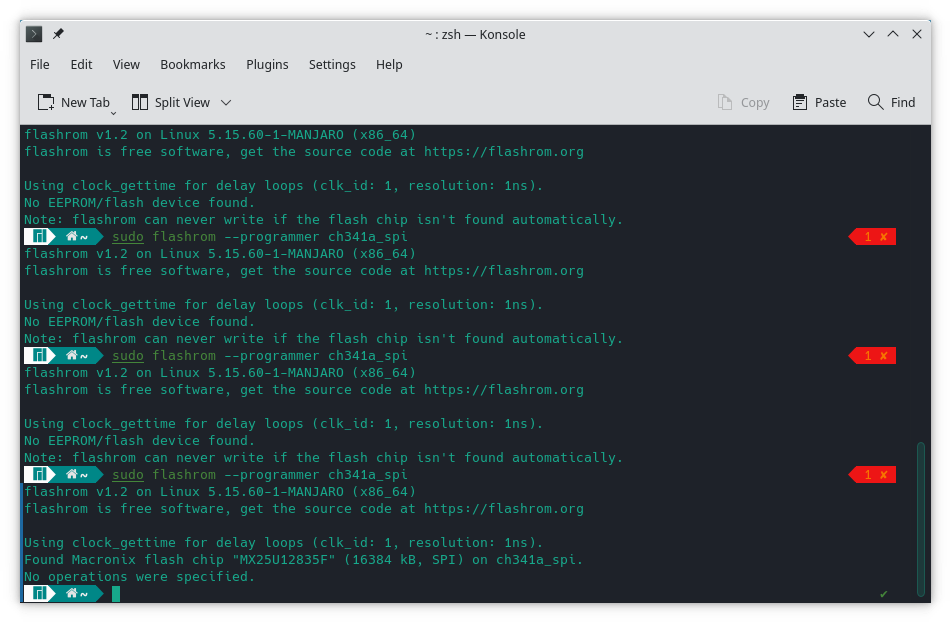 ~ : zsh — Konsole
File Edit View Bookmarks Plugins Settings Help
New Tab Split View Copy Paste Find
flashrom v1.2 on Linux 5.15.60-1-MANJARO (x86_64)
flashrom is free software, get the source code at https://flashrom.org
Using clock_gettime for delay loops (clk_id: 1, resolution: 1ns).
No EEPROM/flash device found.
Note: flashrom can never write if the flash chip isn't found automatically.
~ sudo flashrom --programmer ch341a_spi 1 ✘
flashrom v1.2 on Linux 5.15.60-1-MANJARO (x86_64)
flashrom is free software, get the source code at https://flashrom.org
Using clock_gettime for delay loops (clk_id: 1, resolution: 1ns).
No EEPROM/flash device found.
Note: flashrom can never write if the flash chip isn't found automatically.
~ sudo flashrom --programmer ch341a_spi 1 ✘
flashrom v1.2 on Linux 5.15.60-1-MANJARO (x86_64)
flashrom is free software, get the source code at https://flashrom.org
Using clock_gettime for delay loops (clk_id: 1, resolution: 1ns).
No EEPROM/flash device found.
Note: flashrom can never write if the flash chip isn't found automatically.
~ sudo flashrom --programmer ch341a_spi 1 ✘
flashrom v1.2 on Linux 5.15.60-1-MANJARO (x86_64)
flashrom is free software, get the source code at https://flashrom.org
Using clock_gettime for delay loops (clk_id: 1, resolution: 1ns).
Found Macronix flash chip "MX25U12835F" (16384 kB, SPI) on ch341a_spi.
No operations were specified.
~ ✔